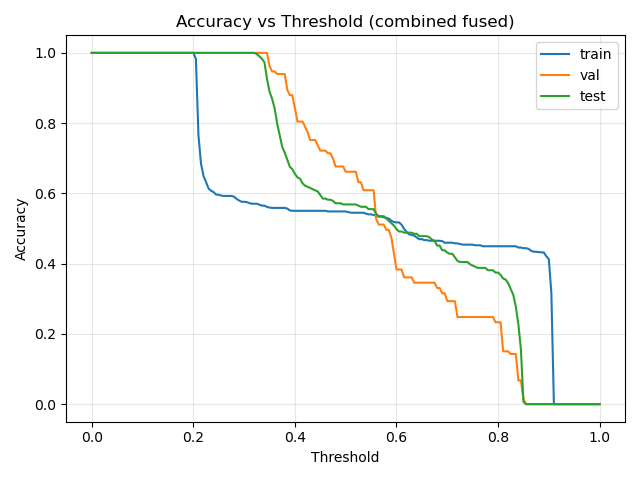 Accuracy vs Threshold (combined fused)
train
val
test
Accuracy
1.0
0.8
0.6
0.4
0.2
0.0
0.0 0.2 0.4 0.6 0.8 1.0
Threshold